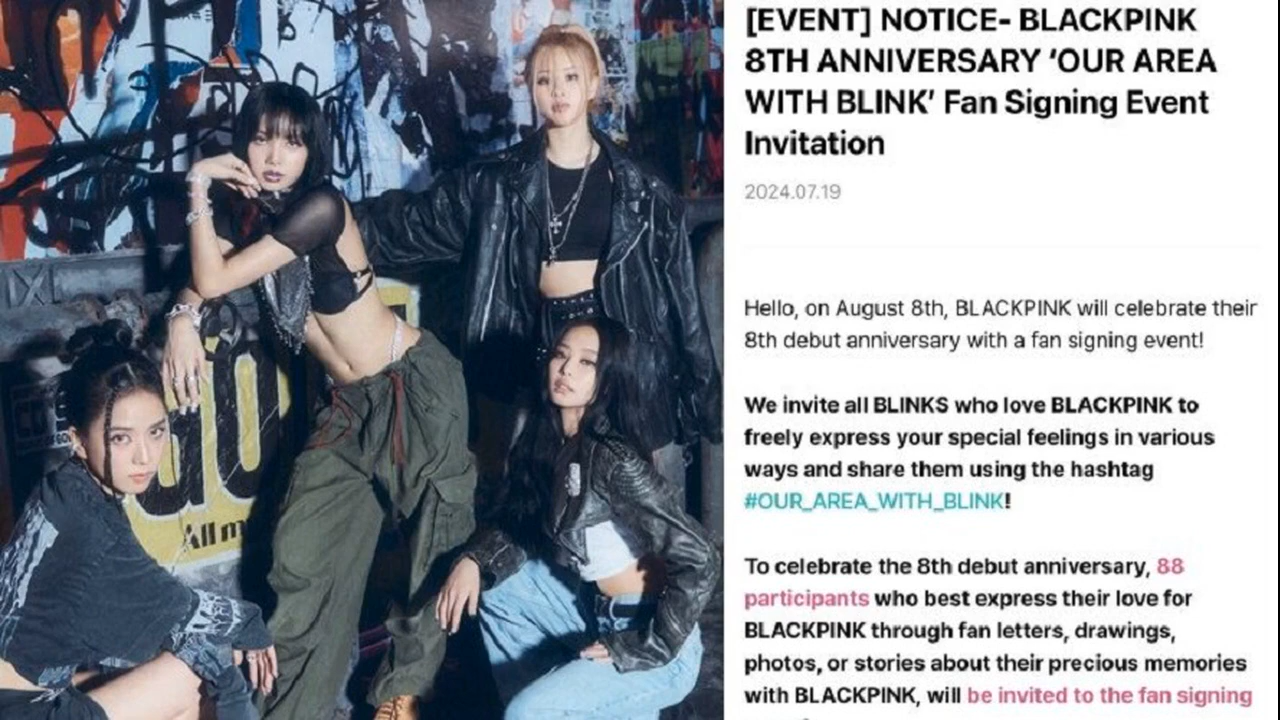 [EVENT] NOTICE- BLACKPINK
8TH ANNIVERSARY ‘OUR AREA
WITH BLINK’ Fan Signing Event
Invitation
2024.07.19
Hello, on August 8th, BLACKPINK will celebrate their
8th debut anniversary with a fan signing event!
We invite all BLINKS who love BLACKPINK to
freely express your special feelings in various
ways and share them using the hashtag
#OUR_AREA_WITH_BLINK!
To celebrate the 8th debut anniversary, 88
participants who best express their love for
BLACKPINK through fan letters, drawings,
photos, or stories about their precious memories
with BLACKPINK, will be invited to the fan signing
All m